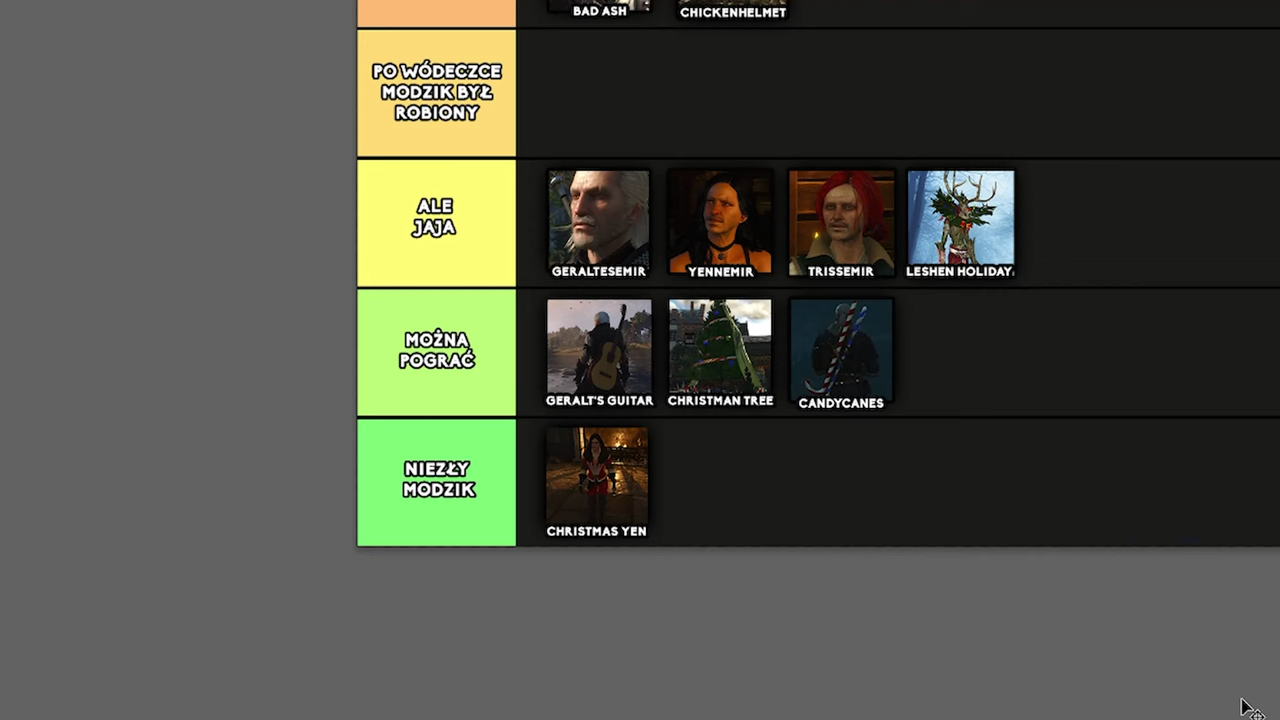 BAD ASH
CHICKENHELMET
PO WÓDECZCE
MODZIK BYŁ
ROBIONY
ALE
JAJA
GERALTESEMIR
YENNEMIR
TRISSEMIR
LESHEN HOLIDAY
MOŻNA
POGRAĆ
GERALT'S GUITAR
CHRISTMAN TREE
CANDYCANES
NIEZŁY
MODZIK
CHRISTMAS YEN